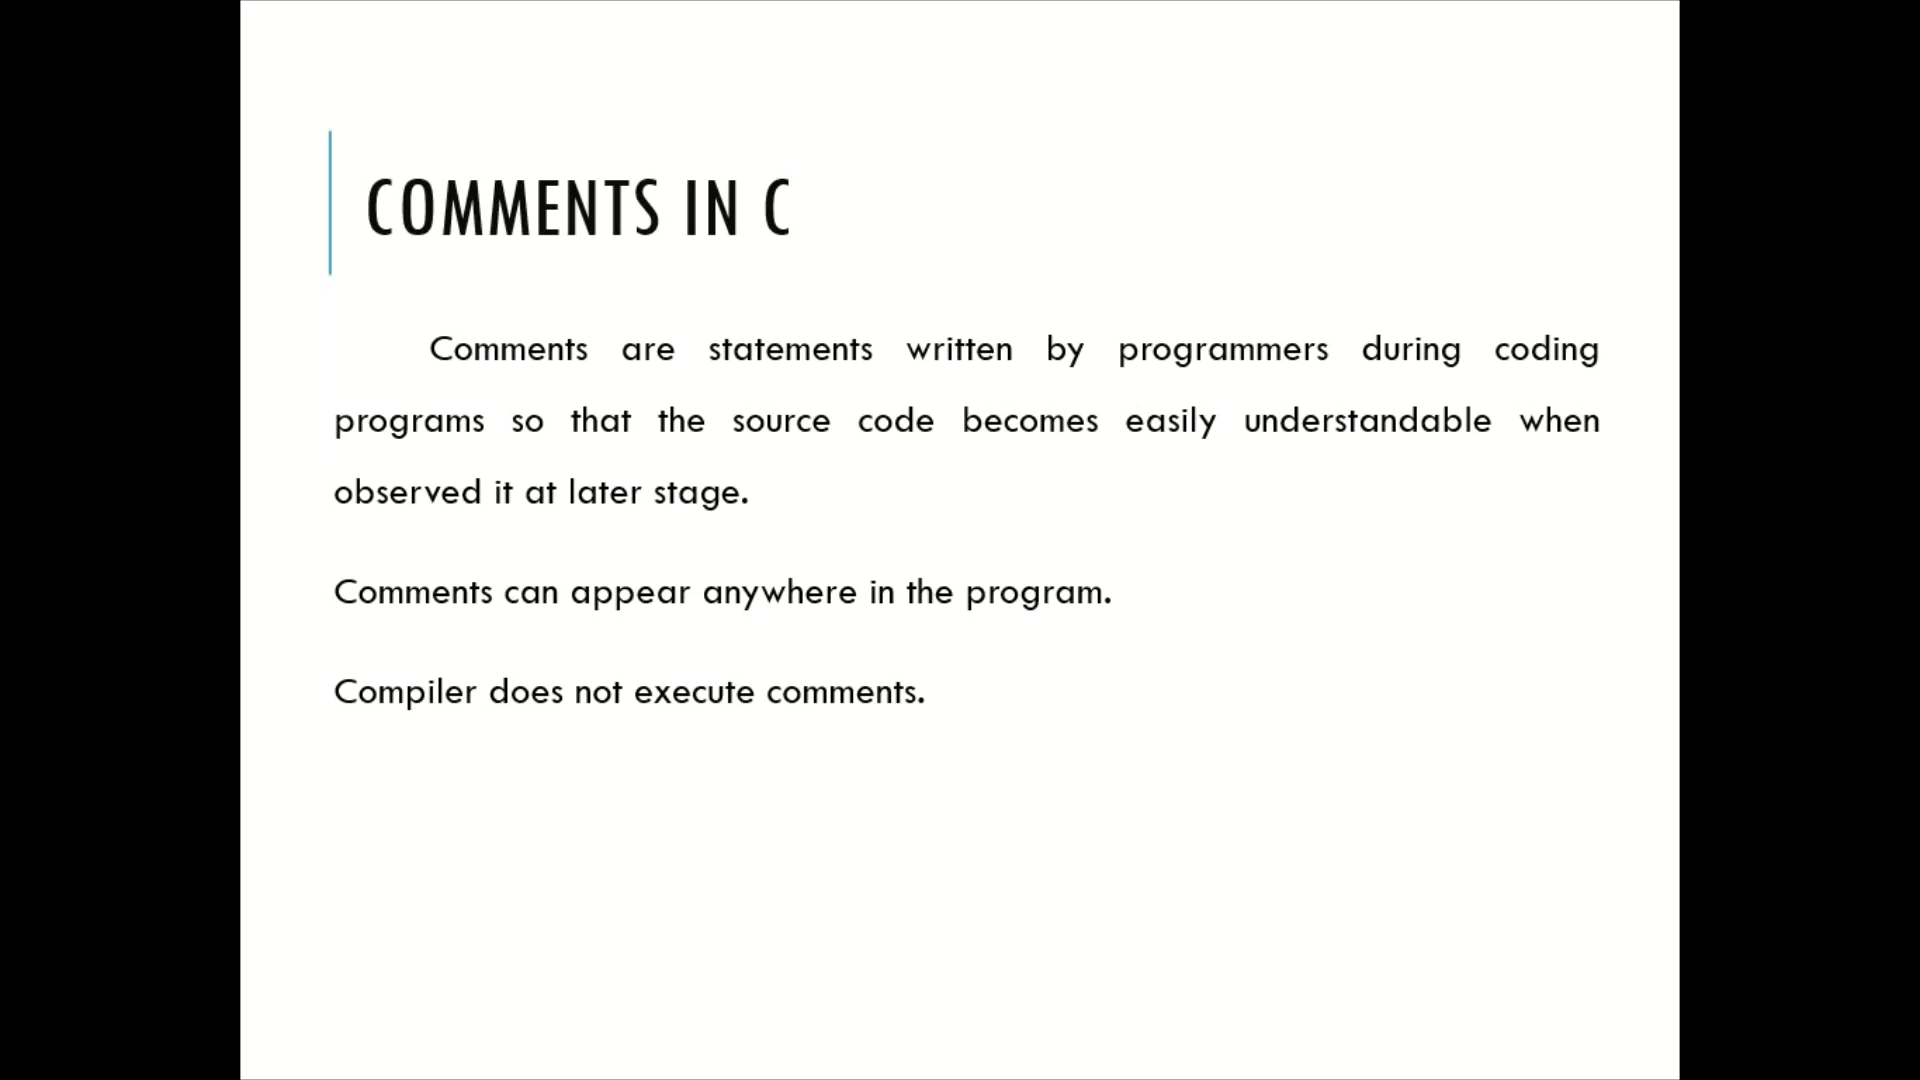 COMMENTS IN C
Comments are statements written by programmers during coding
programs so that the source code becomes easily understandable when
observed it at later stage.
Comments can appear anywhere in the program.
Compiler does not execute comments.